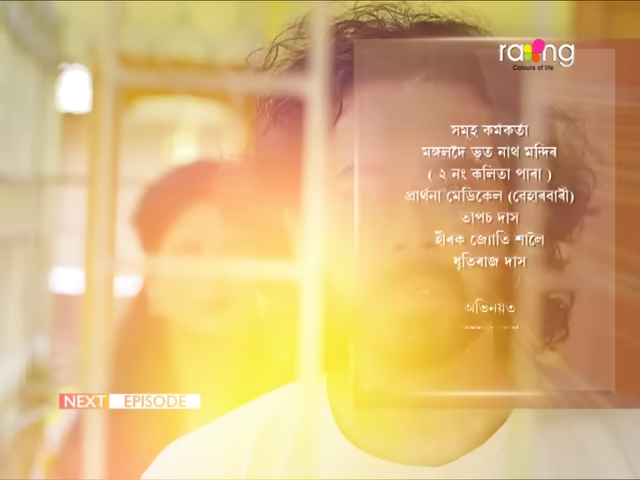 rang
Colours of life
সমূহ কৰ্মকৰ্তা
মঙ্গলদৈ ভূত নাথ মন্দিৰ
( ২ নং কলিতা পাৰা )
প্ৰাৰ্থনা মেডিকেল (বেহাৰবাৰী)
তাপচ দাস
হীৰক জ্যোতি শালৈ
ধৃতিৰাজ দাস
অভিনয়ত
NEXT EPISODE